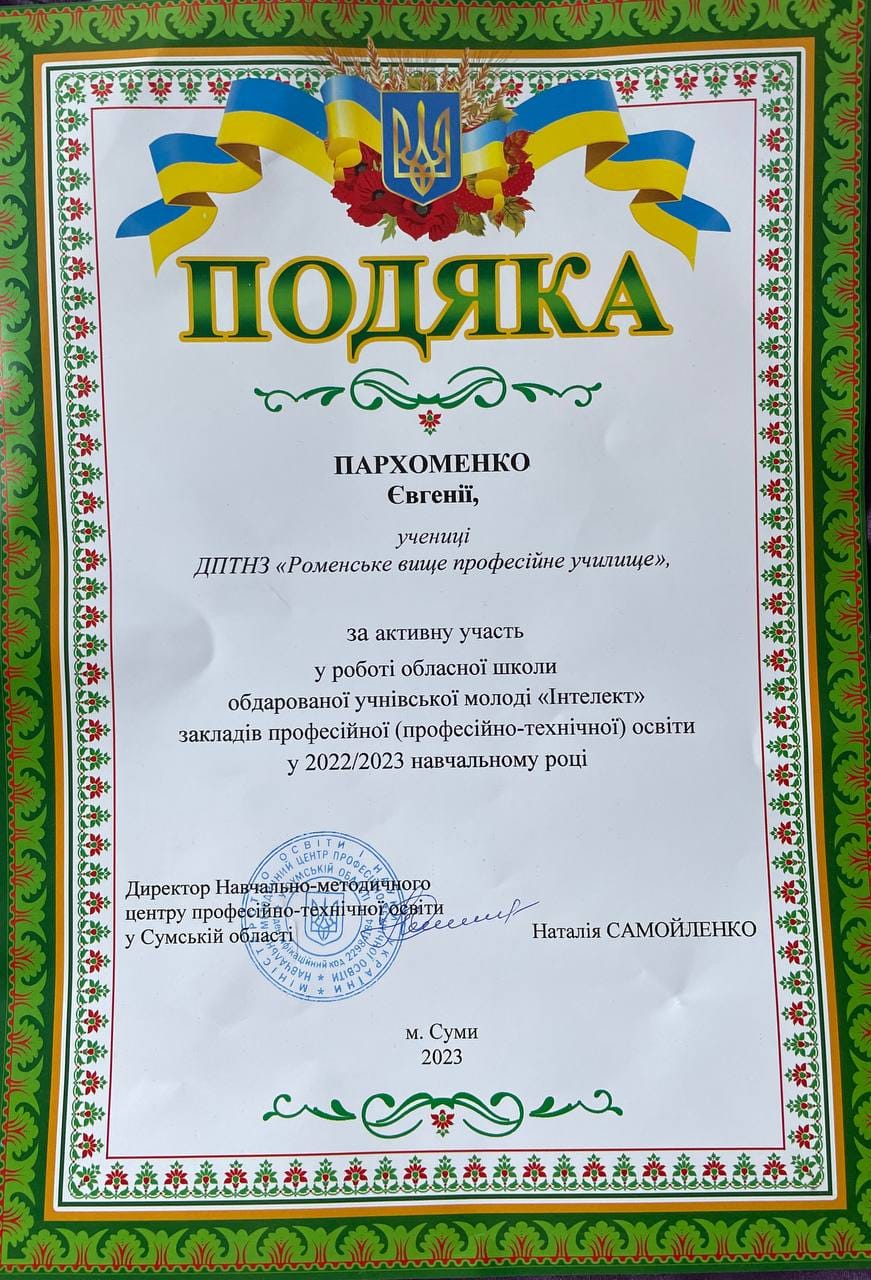 ПОДЯКА
ПАРХОМЕНКО
Євгенії,
учениці
ДПТНЗ «Роменське вище професійне училище»,
за активну участь
у роботі обласної школи
обдарованої учнівської молоді «Інтелект»
закладів професійної (професійно-технічної) освіти
у 2022/2023 навчальному році
Директор Навчально-методичного
центру професійно-технічної освіти
у Сумській області
Наталія САМОЙЛЕНКО
м. Суми
2023